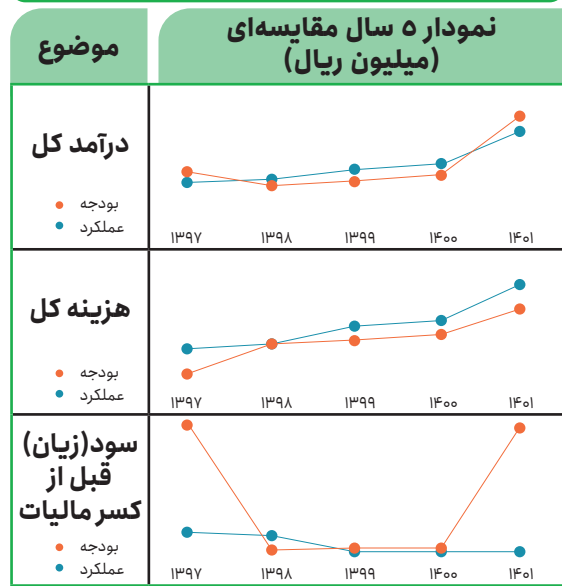 موضوع
نمودار ۵ سال مقایسه‌ای
(میلیون ریال)
درآمد کل
بودجه
عملکرد
۱۳۹۷ ۱۳۹۸ ۱۳۹۹ ۱۴۰۰ ۱۴۰۱
هزینه کل
بودجه
عملکرد
۱۳۹۷ ۱۳۹۸ ۱۳۹۹ ۱۴۰۰ ۱۴۰۱
سود(زیان)
قبل از
کسر مالیات
بودجه
عملکرد
۱۳۹۷ ۱۳۹۸ ۱۳۹۹ ۱۴۰۰ ۱۴۰۱